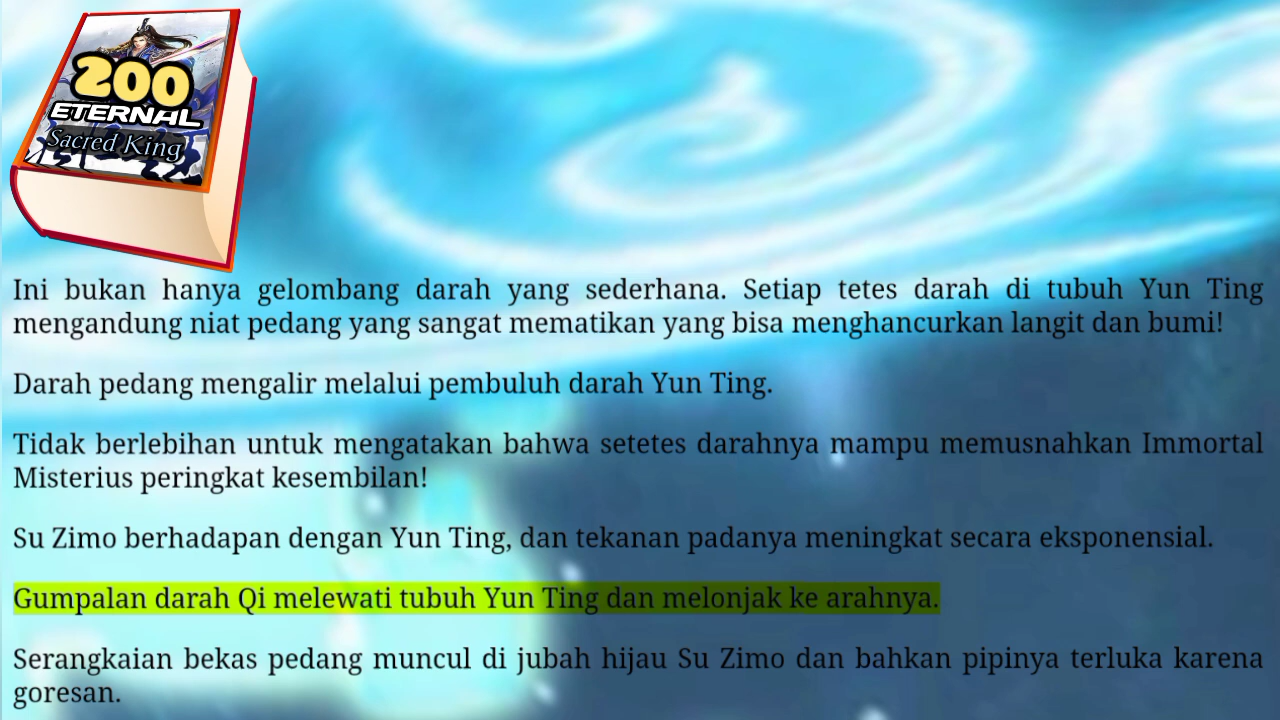 200
ETERNAL
Sacred King
Ini bukan hanya gelombang darah yang sederhana. Setiap tetes darah di tubuh Yun Ting
mengandung niat pedang yang sangat mematikan yang bisa menghancurkan langit dan bumi!
Darah pedang mengalir melalui pembuluh darah Yun Ting.
Tidak berlebihan untuk mengatakan bahwa setetes darahnya mampu memusnahkan Immortal
Misterius peringkat kesembilan!
Su Zimo berhadapan dengan Yun Ting, dan tekanan padanya meningkat secara eksponensial.
Gumpalan darah Qi melewati tubuh Yun Ting dan melonjak ke arahnya.
Serangkaian bekas pedang muncul di jubah hijau Su Zimo dan bahkan pipinya terluka karena
goresan.